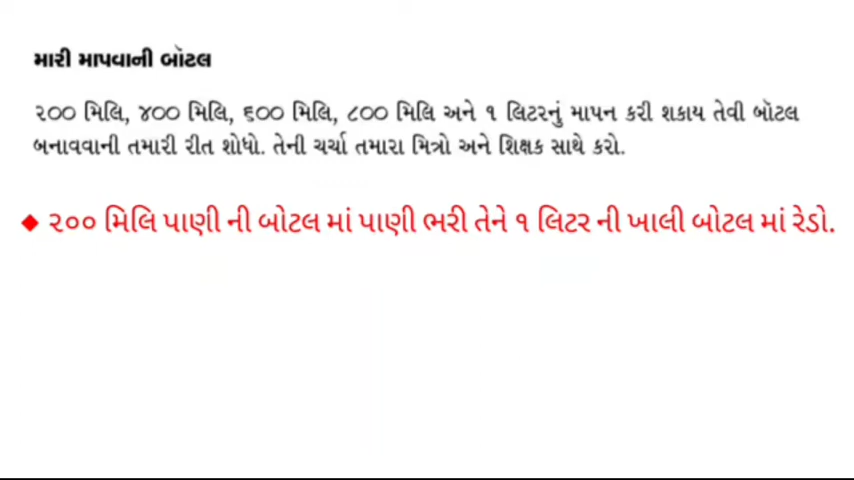 મારી માપવાની બૉટલ
૨૦૦ મિલિ, ૪૦૦ મિલિ, ૬૦૦ મિલિ, ૮૦૦ મિલિ અને ૧ લિટરનું માપન કરી શકાય તેવી બૉટલ
બનાવવાની તમારી રીત શોધો. તેની ચર્ચા તમારા મિત્રો અને શિક્ષક સાથે કરો.
◆ ૨૦૦ મિલિ પાણી ની બોટલ માં પાણી ભરી તેને ૧ લિટર ની ખાલી બોટલ માં રેડો.